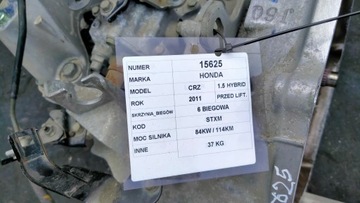 J60
NUMER 15625
MARKA HONDA
MODEL CRZ 1.5 HYBRID
ROK 2011 PRZED LIFT.
SKRZYNIA_BIEGÓW 6 BIEGOWA
KOD STXM
MOC SILNIKA 84KW / 114KM
INNE 37 KG